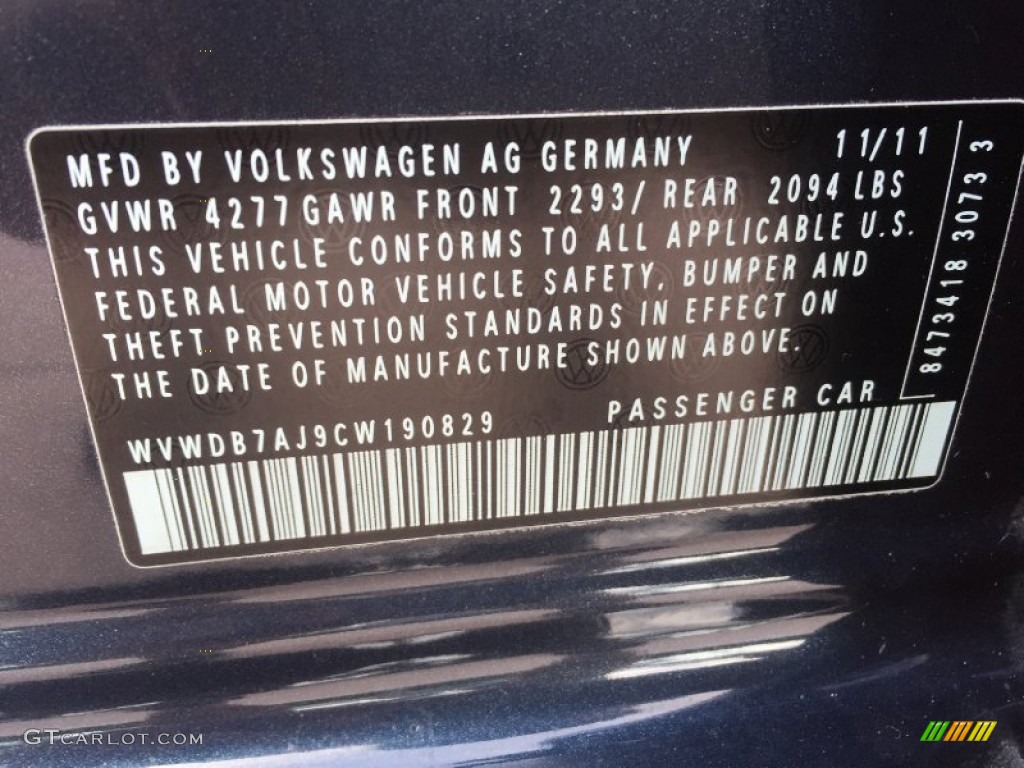 MFD BY VOLKSWAGEN AG GERMANY 11/11
GVWR 4277 GAWR FRONT 2293/ REAR 2094 LBS
THIS VEHICLE CONFORMS TO ALL APPLICABLE U.S.
FEDERAL MOTOR VEHICLE SAFETY, BUMPER AND
THEFT PREVENTION STANDARDS IN EFFECT ON
THE DATE OF MANUFACTURE SHOWN ABOVE.
WVWDB7AJ9CW190829 PASSENGER CAR
8473418 3073 3
GTCARLOT.COM